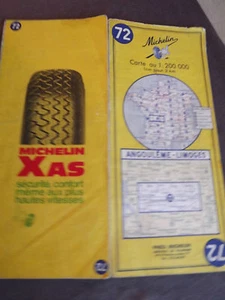 72
MICHELIN
XAS
sécurité, confort
même aux plus
hautes vitesses
72
72
Michelin
Carte au 1 : 200 000
ANGOULÊME - LIMOGES
72